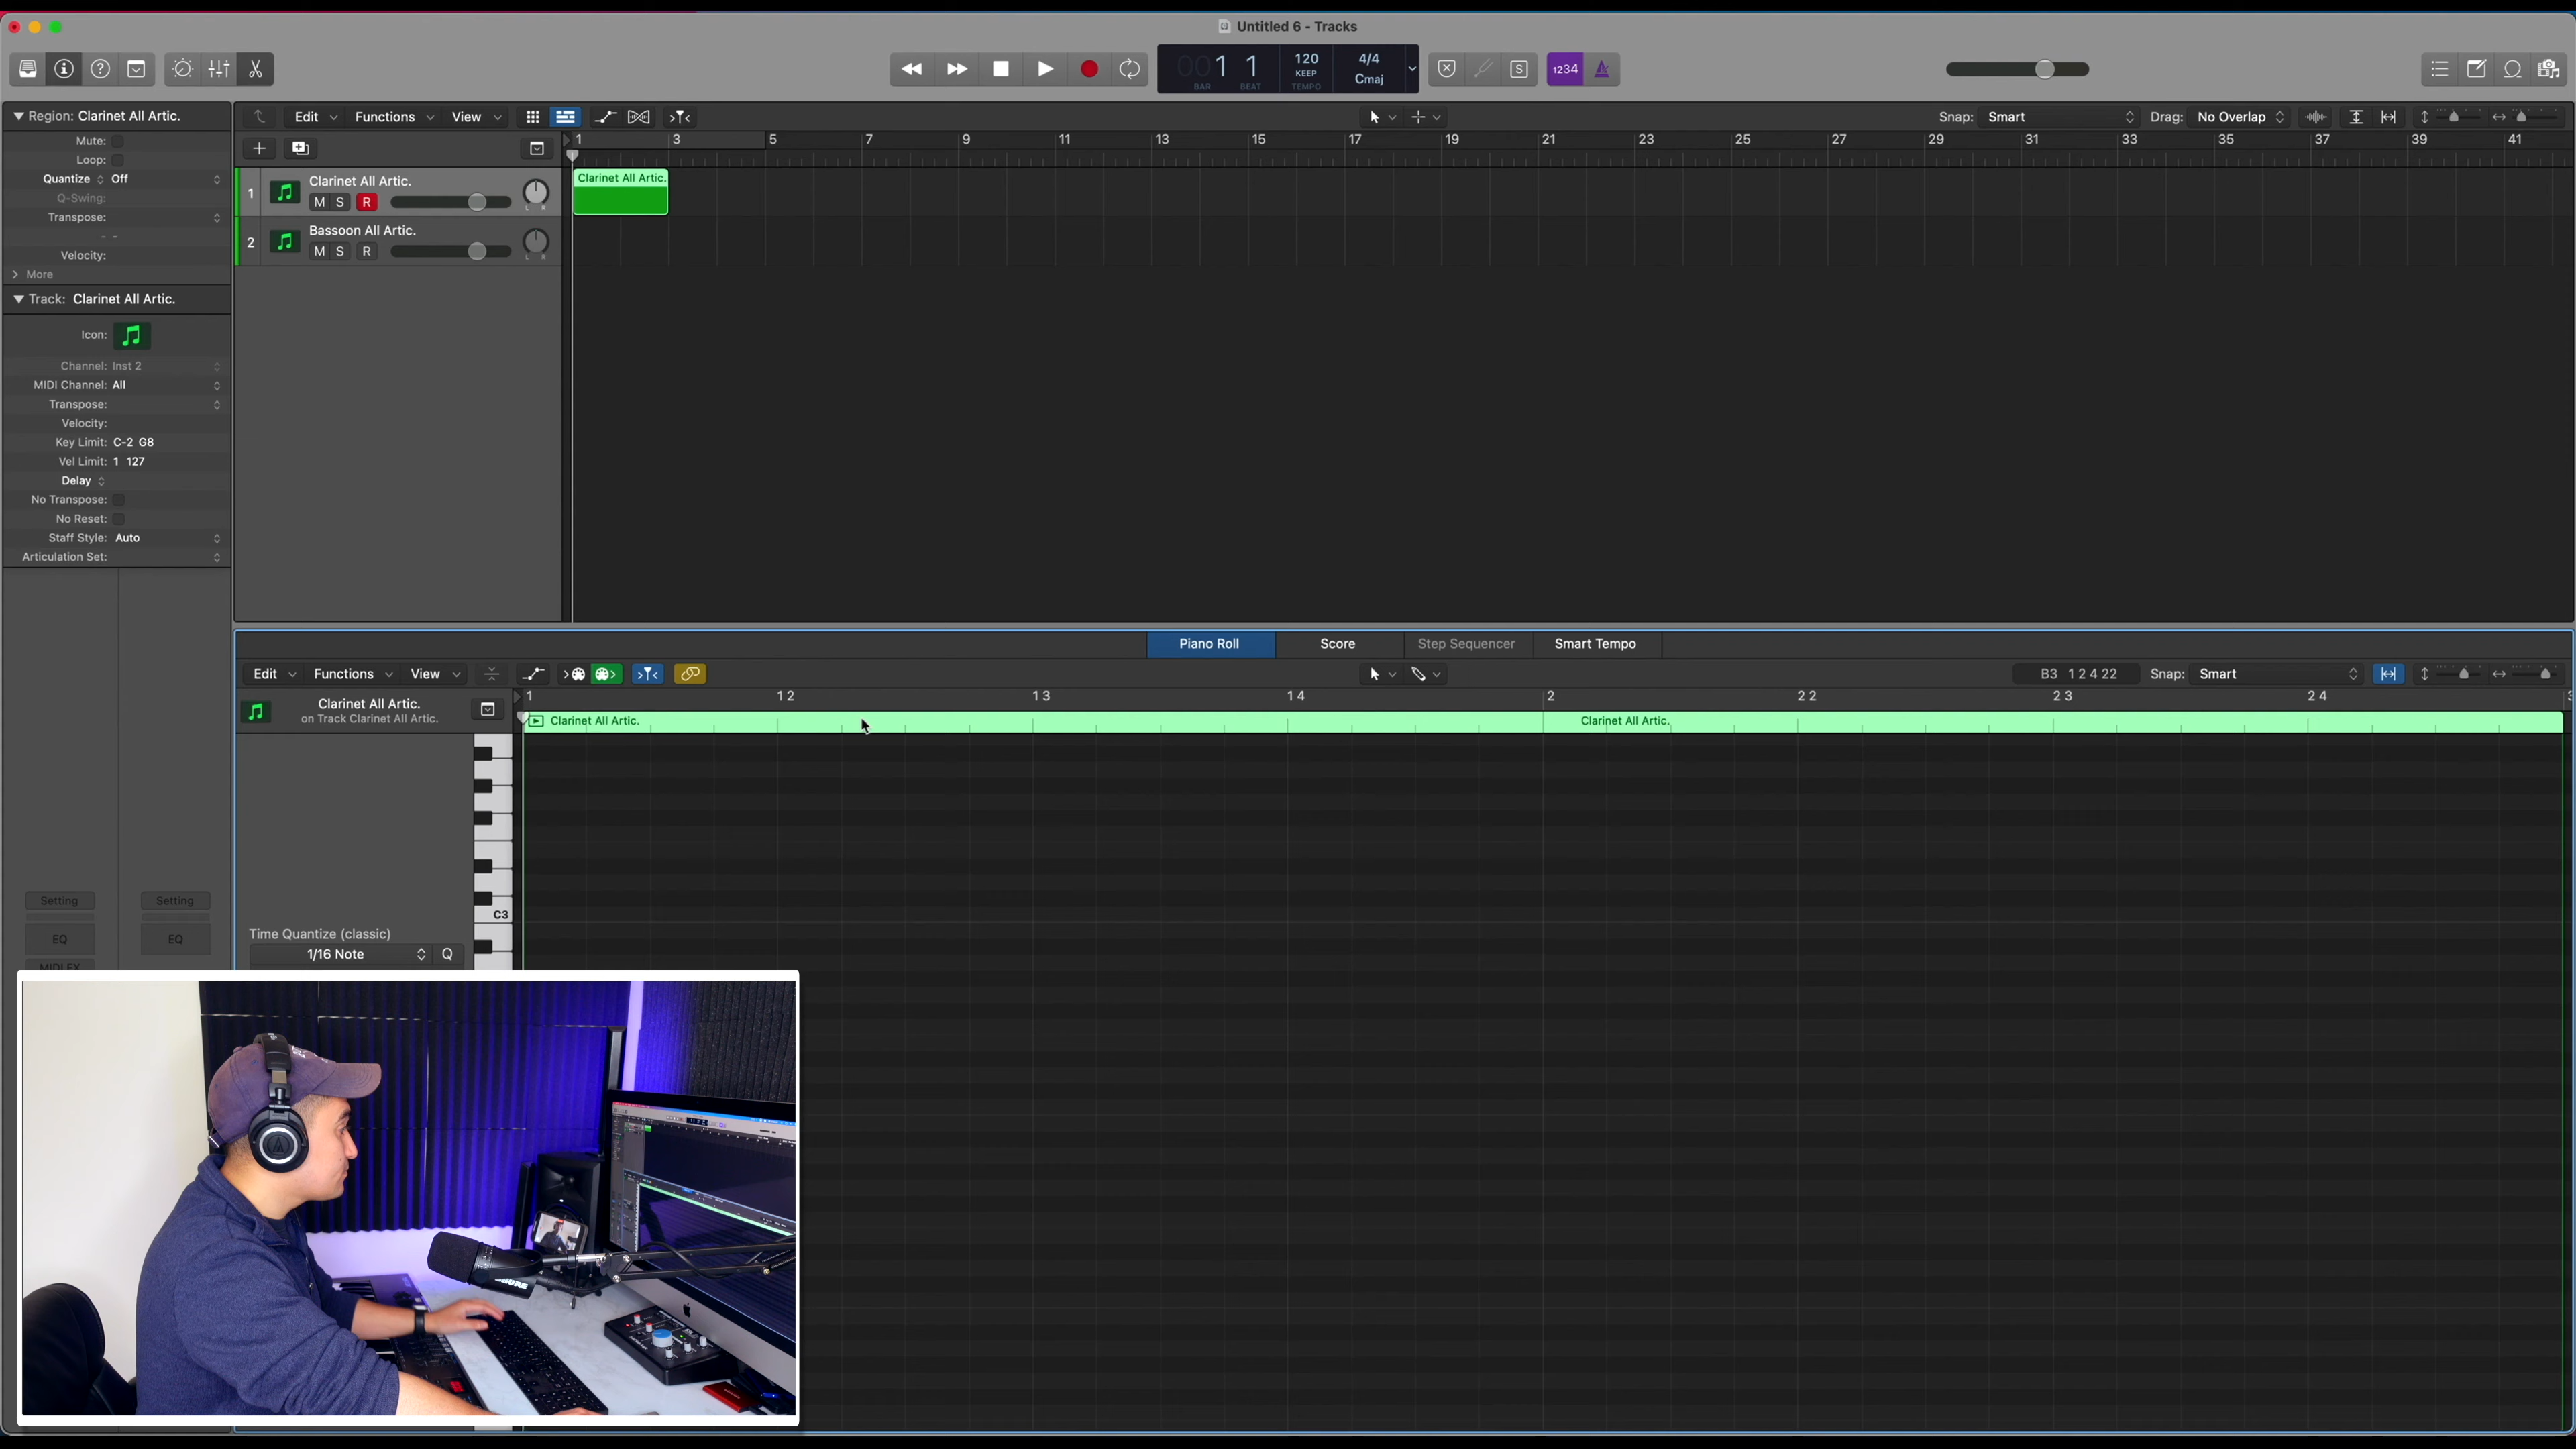 Untitled 6 - Tracks
001 1
120
KEEP
4/4
Cmaj
BAR BEAT TEMPO
S
1234
Region: Clarinet All Artic.
Edit Functions View
Snap: Smart
Drag: No Overlap
Mute:
Loop:
Quantize Off
Q-Swing:
Transpose:
Velocity:
More
Track: Clarinet All Artic.
Icon:
Channel: Inst 2
MIDI Channel: All
Transpose:
Velocity:
Key Limit: C-2 G8
Vel Limit: 1 127
Delay
No Transpose:
No Reset:
Staff Style: Auto
Articulation Set:
Setting Setting
EQ EQ
MIDI FX
1 3 5 7 9 11 13 15 17 19 21 23 25 27 29 31 33 35 37 39 41
1 Clarinet All Artic.
M S R
L R
Clarinet All Artic.
2 Bassoon All Artic.
M S R
L R
Piano Roll Score Step Sequencer Smart Tempo
Edit Functions View
B3 1 2 4 22
Snap: Smart
Clarinet All Artic.
on Track Clarinet All Artic.
1 1 2 1 3 1 4 2 2 2 2 3 2 4 3
Clarinet All Artic. Clarinet All Artic.
C3
Time Quantize (classic)
1/16 Note Q
SHURE